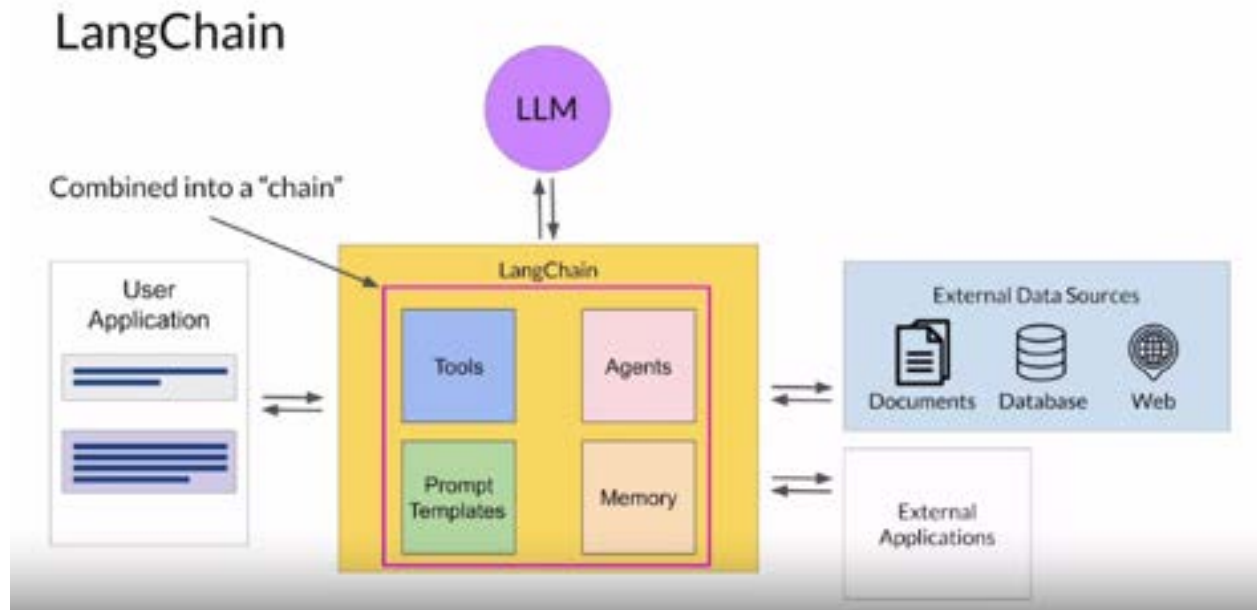 LangChain
LLM
Combined into a "chain"
User
Application
LangChain
Tools
Agents
Prompt
Templates
Memory
External Data Sources
Documents
Database
Web
External
Applications